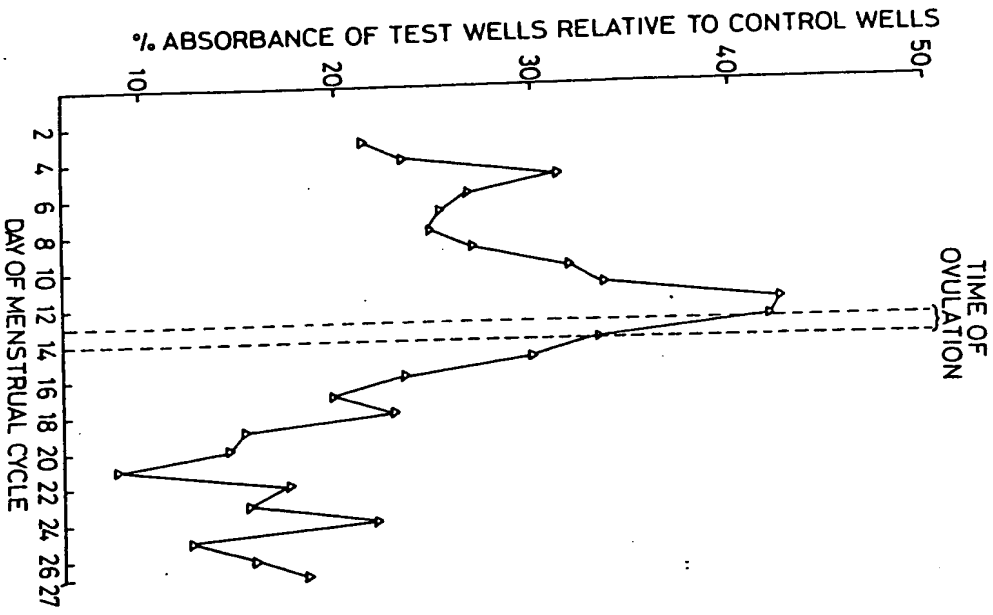 % ABSORBANCE OF TEST WELLS RELATIVE TO CONTROL WELLS
50
40
30
20
10
TIME OF
OVULATION
2 4 6 8 10 12 14 16 18 20 22 24 26 27
DAY OF MENSTRUAL CYCLE